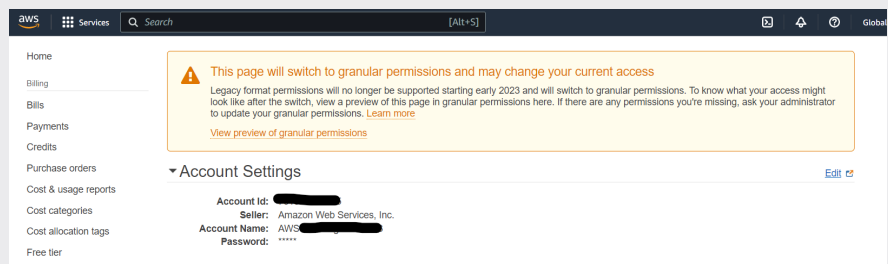 aws
Services
Search [Alt+S]
Global
Home
Billing
Bills
Payments
Credits
Purchase orders
Cost & usage reports
Cost categories
Cost allocation tags
Free tier
This page will switch to granular permissions and may change your current access
Legacy format permissions will no longer be supported starting early 2023 and will switch to granular permissions. To know what your access might
look like after the switch, view a preview of this page in granular permissions here. If there are any permissions you're missing, ask your administrator
to update your granular permissions. Learn more
View preview of granular permissions
Account Settings
Edit
Account Id:
Seller: Amazon Web Services, Inc.
Account Name: AWS
Password: *****